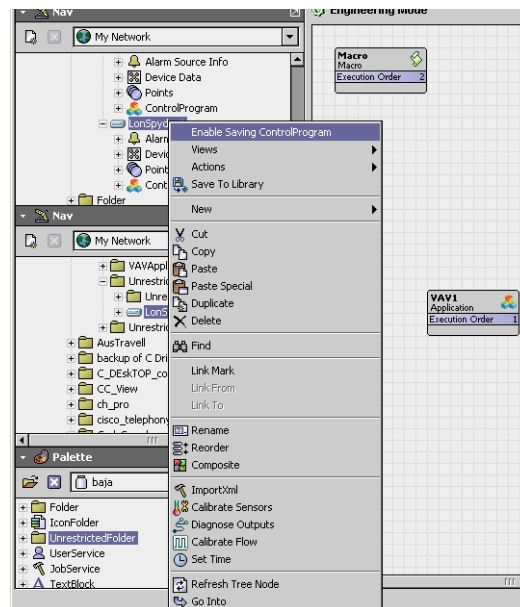 Nav
Engineering Mode
My Network
Alarm Source Info
Device Data
Points
ControlProgram
LonSpyd
Alarm
Devic
Point
Cont
Folder
Nav
My Network
VAVAppl
Unrestric
Unre
LonS
Unrestric
AusTravell
backup of C Dri
C_DEskTOP_co
CC_View
ch_pro
cisco_telephony
Palette
baja
Folder
IconFolder
UnrestrictedFolder
UserService
JobService
TextBlock
Enable Saving ControlProgram
Views
Actions
Save To Library
New
Cut
Copy
Paste
Paste Special
Duplicate
Delete
Find
Link Mark
Link From
Link To
Rename
Reorder
Composite
ImportXml
Calibrate Sensors
Diagnose Outputs
Calibrate Flow
Set Time
Refresh Tree Node
Go Into
Macro
Macro
Execution Order 2
VAV1
Application
Execution Order 1